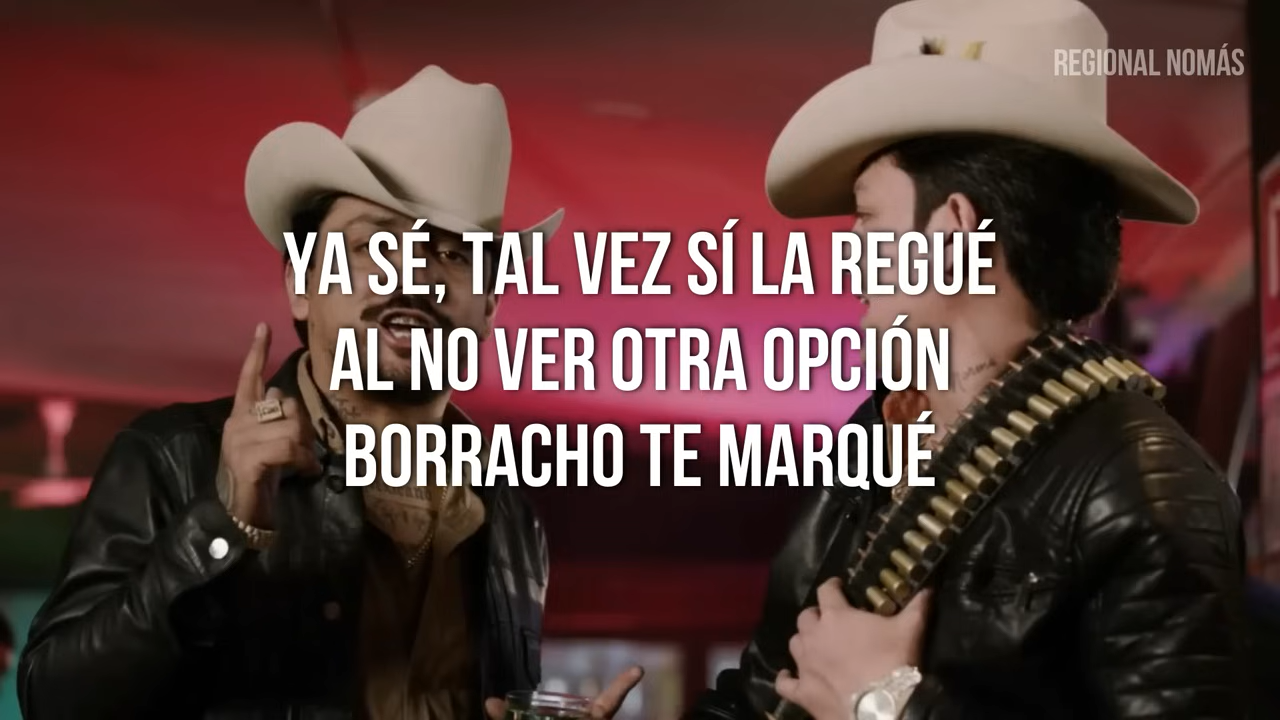 REGIONAL NOMÁS
YA SÉ, TAL VEZ SÍ LA REGUÉ
AL NO VER OTRA OPCIÓN
BORRACHO TE MARQUÉ